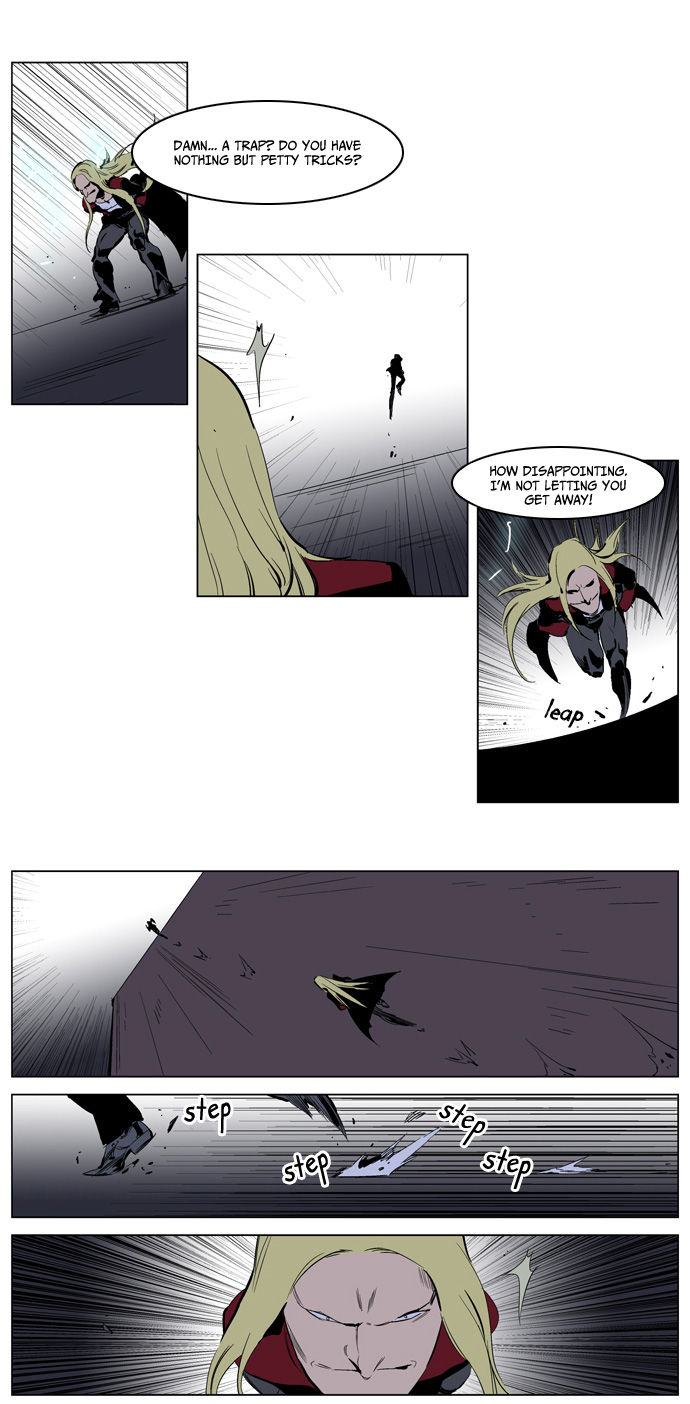 DAMN... A TRAP? DO YOU HAVE
NOTHING BUT PETTY TRICKS?
HOW DISAPPOINTING.
I'M NOT LETTING YOU
GET AWAY!
leap
step
step
step
step